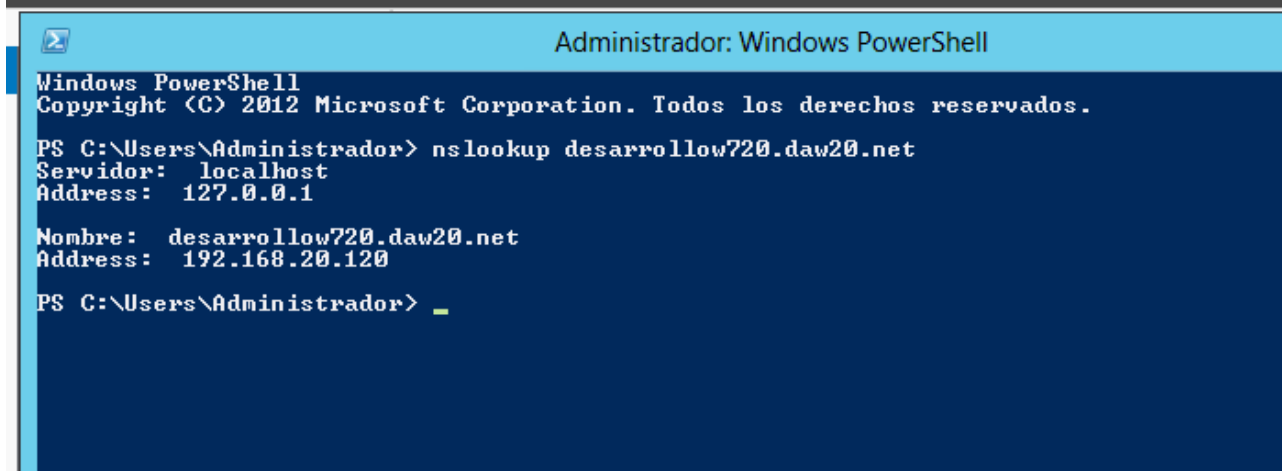 Administrador: Windows PowerShell
Windows PowerShell
Copyright (C) 2012 Microsoft Corporation. Todos los derechos reservados.
PS C:\Users\Administrador> nslookup desarrollow720.daw20.net
Servidor:  localhost
Address:  127.0.0.1
Nombre:  desarrollow720.daw20.net
Address:  192.168.20.120
PS C:\Users\Administrador> _